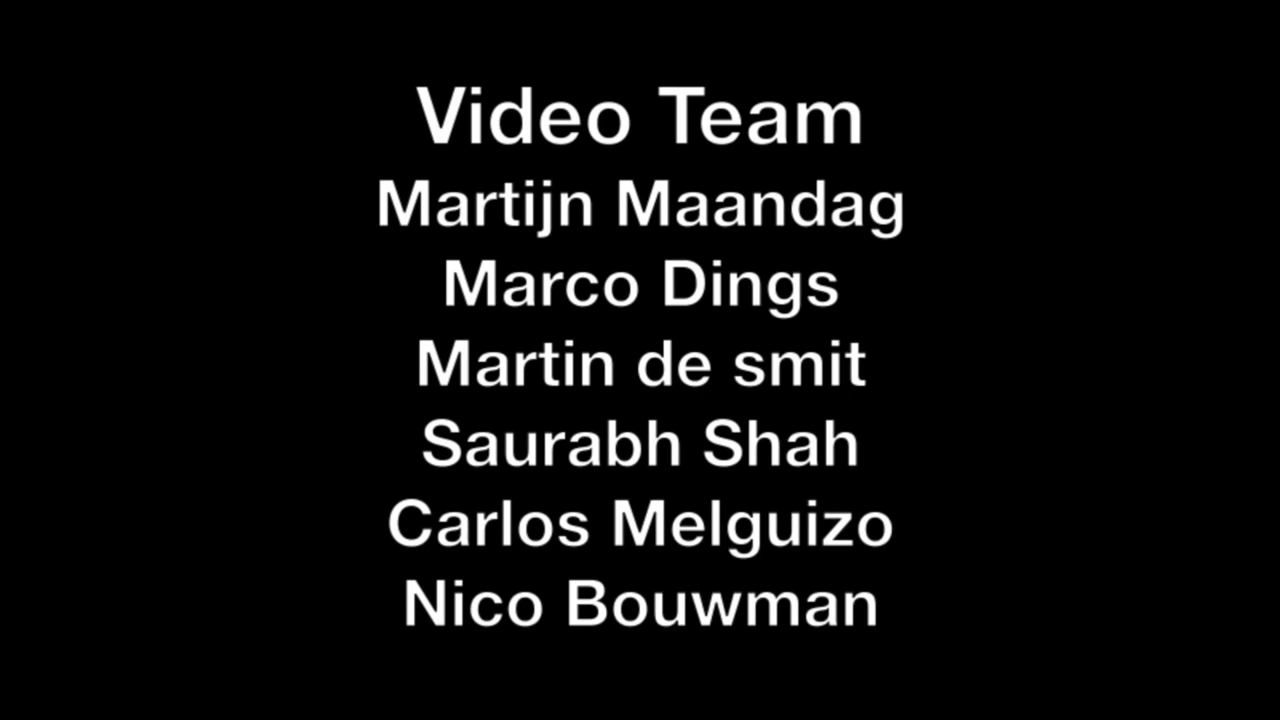 Video Team
Martijn Maandag
Marco Dings
Martin de smit
Saurabh Shah
Carlos Melguizo
Nico Bouwman